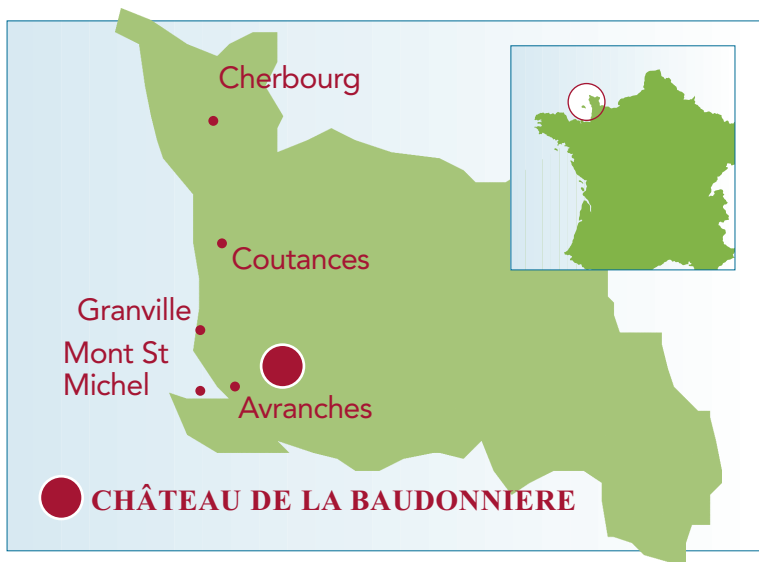 Cherbourg
Coutances
Granville
Mont St
Michel
Avranches
CHÂTEAU DE LA BAUDONNIERE